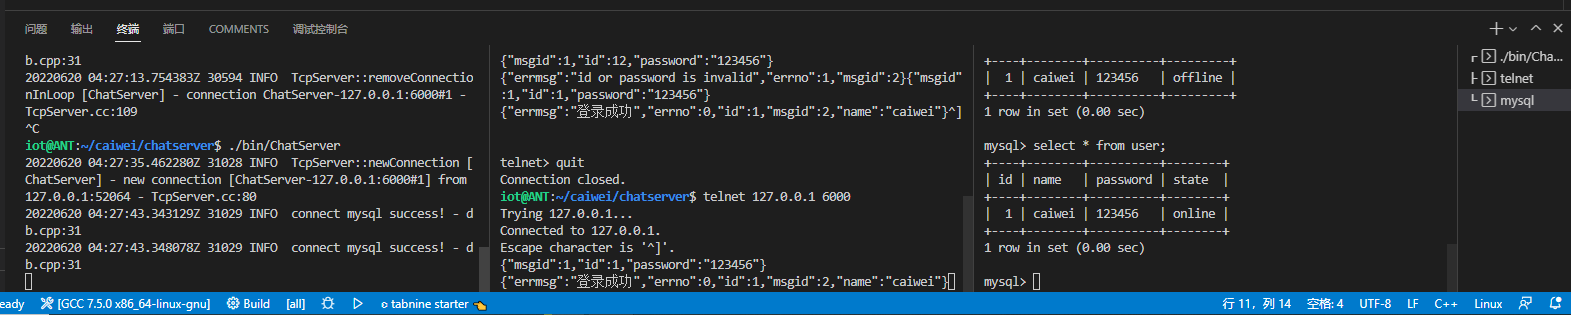 问题 输出 终端 端口 COMMENTS 调试控制台
b.cpp:31
20220620 04:27:13.754383Z 30594 INFO  TcpServer::removeConnectio
nInLoop [ChatServer] - connection ChatServer-127.0.0.1:6000#1 -
TcpServer.cc:109
^C
iot@ANT:~/caiwei/chatserver$ ./bin/ChatServer
20220620 04:27:35.462280Z 31028 INFO  TcpServer::newConnection [
ChatServer] - new connection [ChatServer-127.0.0.1:6000#1] from
127.0.0.1:52064 - TcpServer.cc:80
20220620 04:27:43.343129Z 31029 INFO  connect mysql success! - d
b.cpp:31
20220620 04:27:43.348078Z 31029 INFO  connect mysql success! - d
b.cpp:31
{"msgid":1,"id":12,"password":"123456"}
{"errmsg":"id or password is invalid","errno":1,"msgid":2}{"msgid"
:1,"id":1,"password":"123456"}
{"errmsg":"登录成功","errno":0,"id":1,"msgid":2,"name":"caiwei"}^]
telnet> quit
Connection closed.
iot@ANT:~/caiwei/chatserver$ telnet 127.0.0.1 6000
Trying 127.0.0.1...
Connected to 127.0.0.1.
Escape character is '^]'.
{"msgid":1,"id":1,"password":"123456"}
{"errmsg":"登录成功","errno":0,"id":1,"msgid":2,"name":"caiwei"}
+----+--------+----------+---------+
|  1 | caiwei | 123456   | offline |
+----+--------+----------+---------+
1 row in set (0.00 sec)
mysql> select * from user;
+----+--------+----------+--------+
| id | name   | password | state  |
+----+--------+----------+--------+
|  1 | caiwei | 123456   | online |
+----+--------+----------+--------+
1 row in set (0.00 sec)
mysql>
./bin/Cha...
telnet
mysql
eady [GCC 7.5.0 x86_64-linux-gnu] Build [all] tabnine starter 行 11，列 14 空格: 4 UTF-8 LF C++ Linux